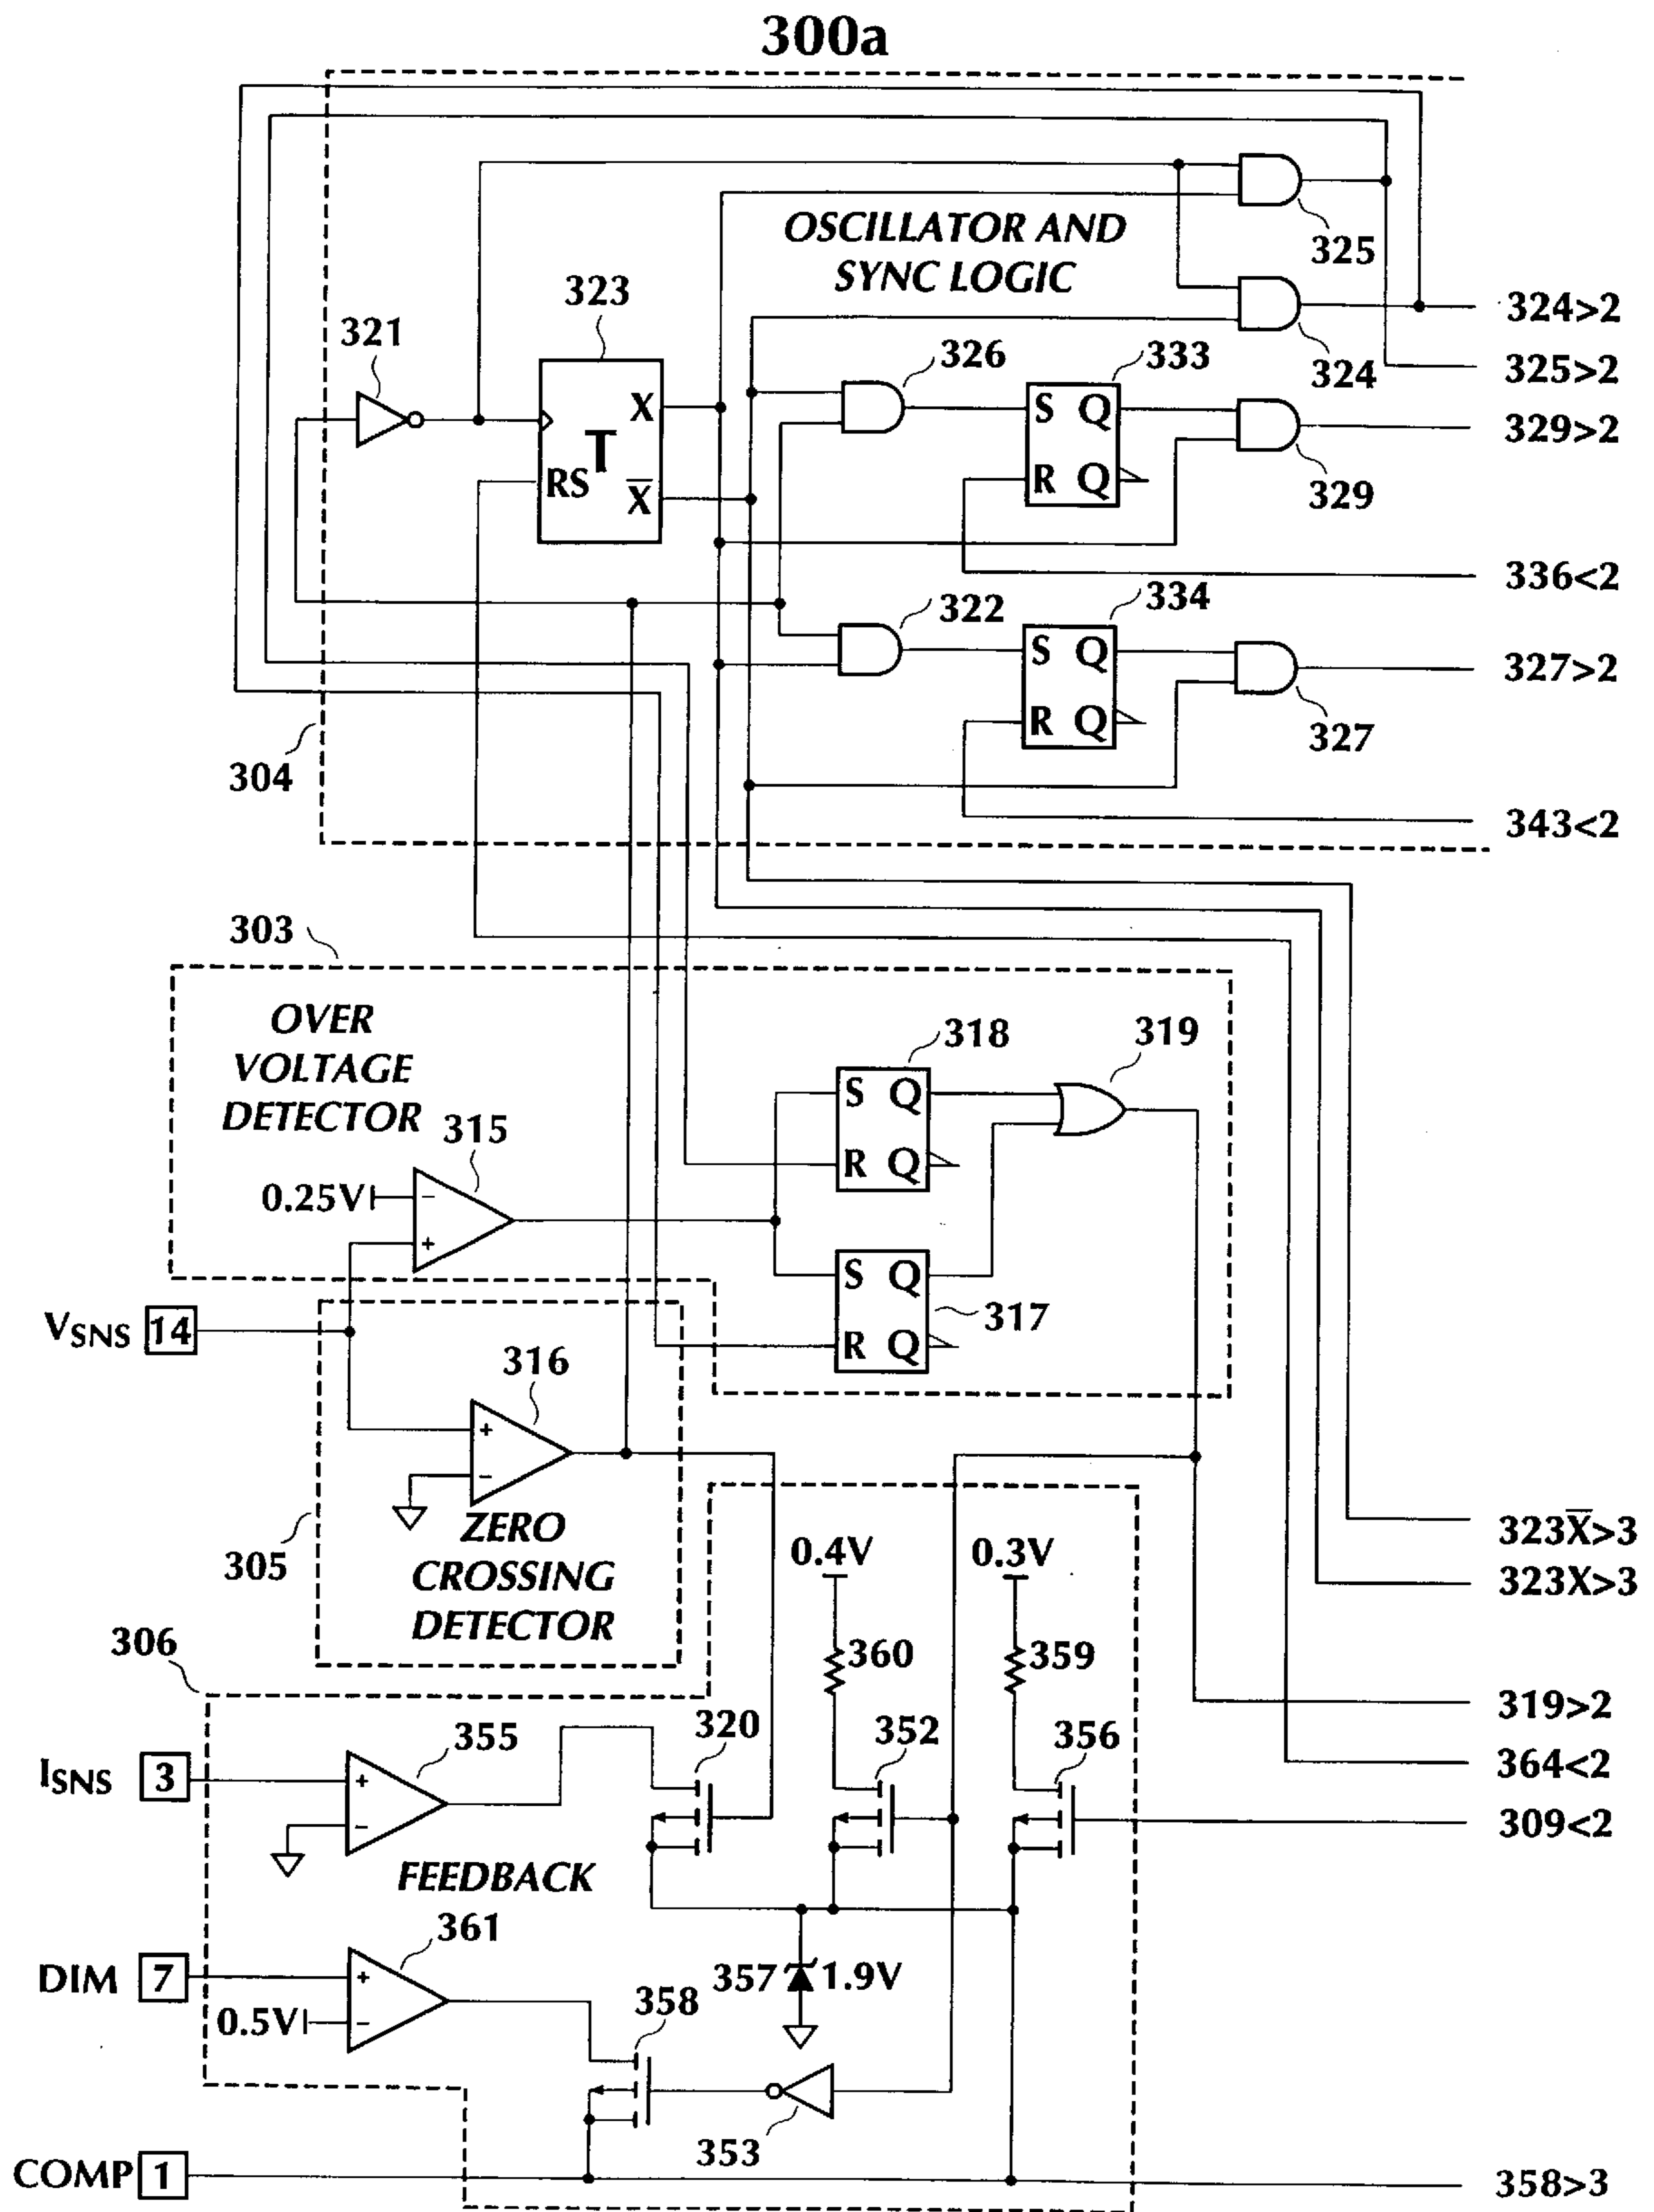 300a
OSCILLATOR AND
SYNC LOGIC
325
324>2
325>2
324
321
323
X
T
RS
X̅
326
333
S Q
R Q
329>2
329
336<2
322
334
S Q
R Q
327>2
327
343<2
304
303
OVER
VOLTAGE
DETECTOR
315
0.25V
−
+
318
S Q
R Q
319
S Q
R Q
317
VSNS 14
316
+
−
305
ZERO
CROSSING
DETECTOR
0.4V
0.3V
323X̅>3
323X>3
306
360
359
319>2
ISNS 3
355
+
−
320
352
356
364<2
309<2
FEEDBACK
DIM 7
361
+
0.5V
−
357
1.9V
358
353
COMP 1
358>3